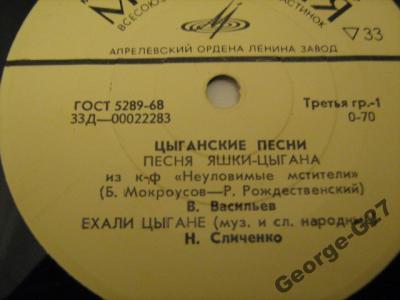 ВСЕСОЮЗ
ПЛАСТИНОК
▽33
АПРЕЛЕВСКИЙ ОРДЕНА ЛЕНИНА ЗАВОД
ГОСТ 5289-68
33Д-00022283
Третья гр.-1
0-70
ЦЫГАНСКИЕ ПЕСНИ
ПЕСНЯ ЯШКИ-ЦЫГАНА
из к-ф «Неуловимые мстители»
(Б. Мокроусов—Р. Рождественский)
В. Васильев
ЕХАЛИ ЦЫГАНЕ (муз. и сл. народные)
Н. Сличенко
George-G27